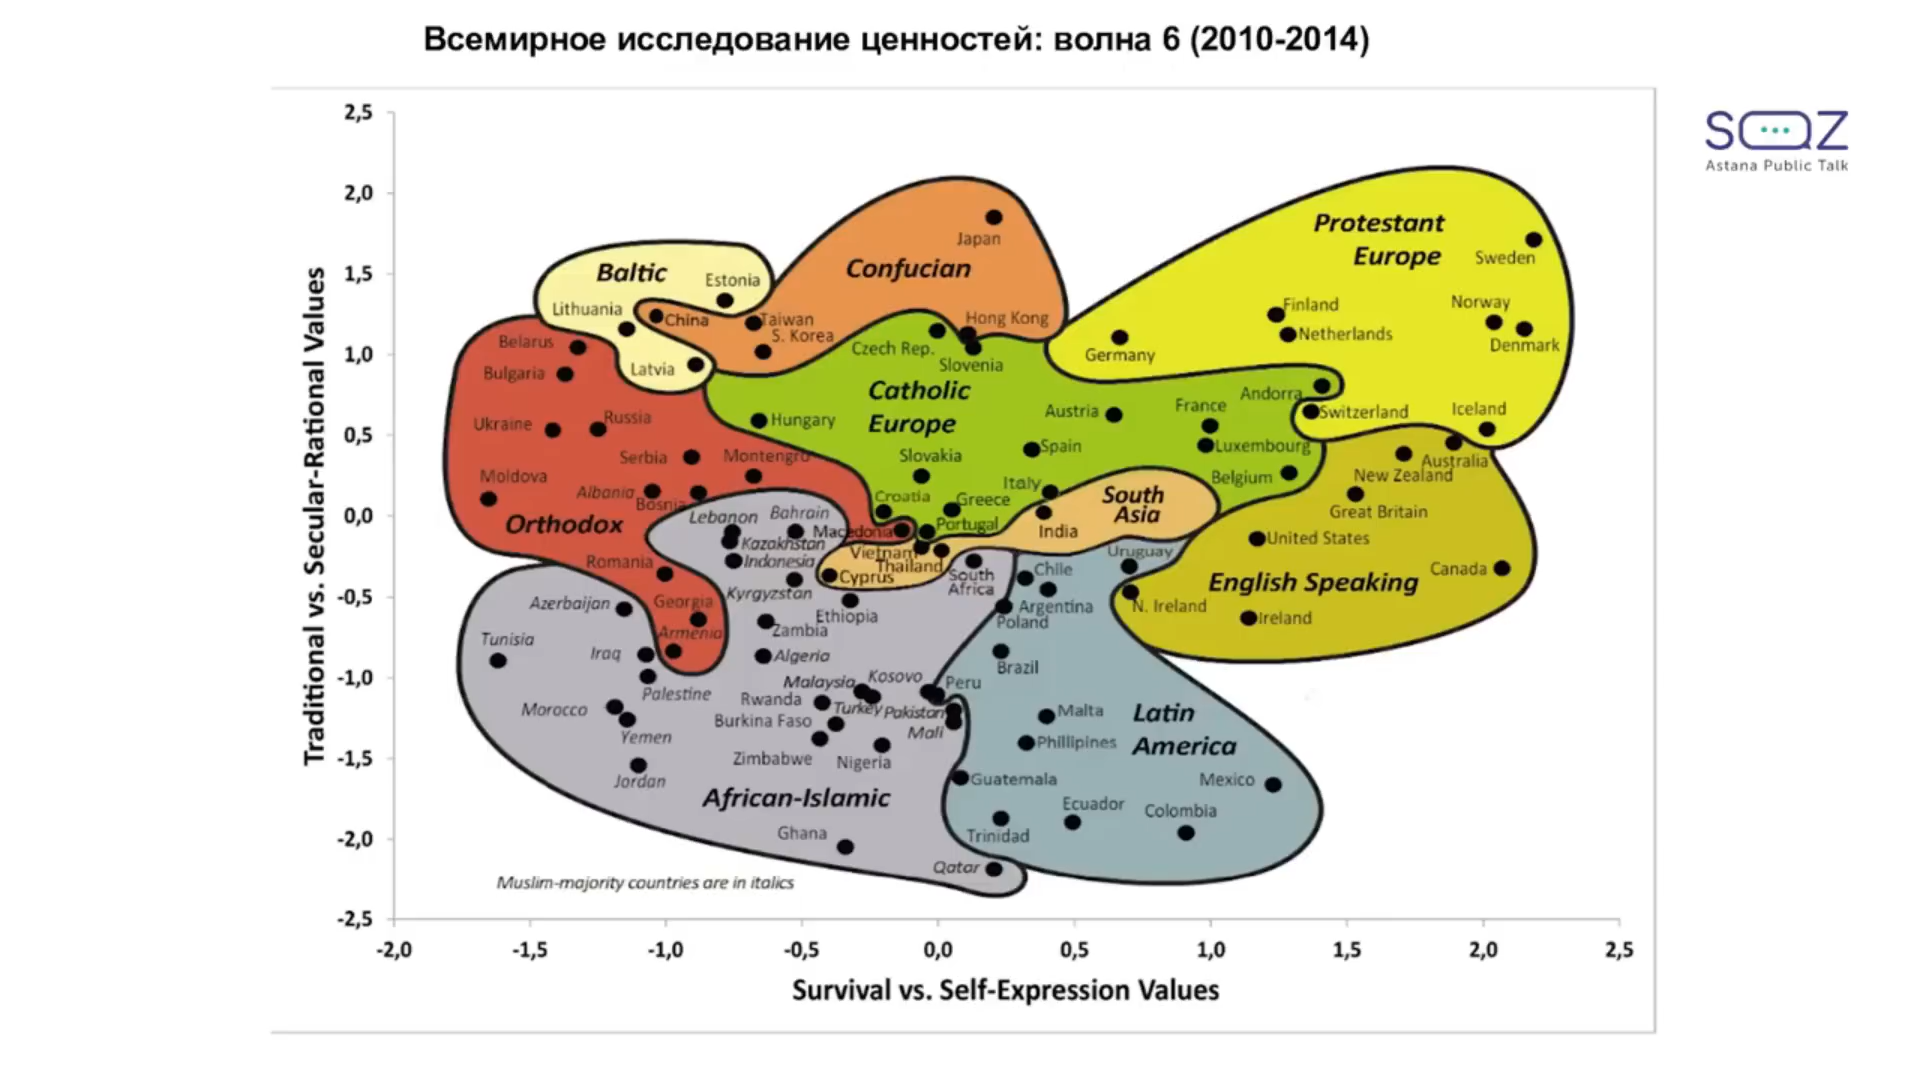 Всемирное исследование ценностей: волна 6 (2010-2014)
SOZ
Astana Public Talk
Traditional vs. Secular-Rational Values
2,5
2,0
1,5
1,0
0,5
0,0
-0,5
-1,0
-1,5
-2,0
-2,5
Protestant
Europe
Sweden
Finland
Norway
Netherlands
Denmark
Germany
Switzerland
Iceland
Confucian
Japan
Hong Kong
Taiwan
S. Korea
China
Baltic
Estonia
Lithuania
Latvia
Catholic
Europe
Czech Rep.
Slovenia
Andorra
Hungary
Austria
France
Spain
Luxembourg
Slovakia
Belgium
Italy
Croatia
Greece
Portugal
Orthodox
Belarus
Bulgaria
Ukraine
Russia
Serbia
Montengro
Moldova
Albania
Bosnia
Macedonia
Romania
Georgia
Armenia
South
Asia
India
Vietnam
Thailand
Cyprus
English Speaking
Australia
New Zealand
Great Britain
United States
Canada
N. Ireland
Ireland
Latin
America
Uruguay
Chile
Argentina
Poland
Brazil
Peru
Malta
Phillipines
Guatemala
Mexico
Ecuador
Colombia
Trinidad
African-Islamic
Lebanon
Bahrain
Kazakhstan
Indonesia
Kyrgyzstan
South
Africa
Ethiopia
Azerbaijan
Zambia
Tunisia
Iraq
Algeria
Palestine
Malaysia
Kosovo
Rwanda
Turkey
Pakistan
Morocco
Burkina Faso
Mali
Yemen
Zimbabwe
Nigeria
Jordan
Ghana
Qatar
Muslim-majority countries are in italics
-2,0
-1,5
-1,0
-0,5
0,0
0,5
1,0
1,5
2,0
2,5
Survival vs. Self-Expression Values